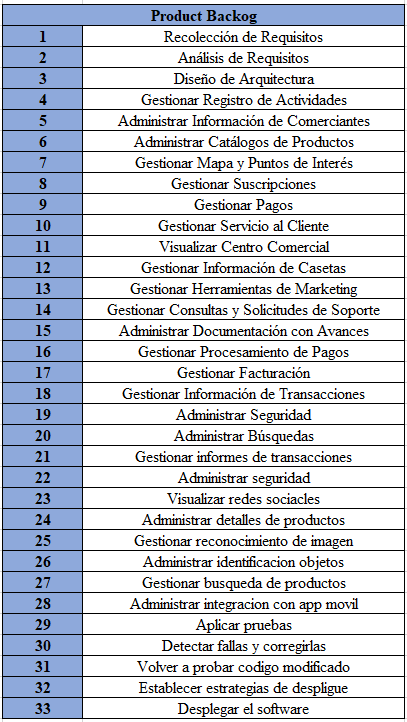 Product Backog
1 Recolección de Requisitos
2 Análisis de Requisitos
3 Diseño de Arquitectura
4 Gestionar Registro de Actividades
5 Administrar Información de Comerciantes
6 Administrar Catálogos de Productos
7 Gestionar Mapa y Puntos de Interés
8 Gestionar Suscripciones
9 Gestionar Pagos
10 Gestionar Servicio al Cliente
11 Visualizar Centro Comercial
12 Gestionar Información de Casetas
13 Gestionar Herramientas de Marketing
14 Gestionar Consultas y Solicitudes de Soporte
15 Administrar Documentación con Avances
16 Gestionar Procesamiento de Pagos
17 Gestionar Facturación
18 Gestionar Información de Transacciones
19 Administrar Seguridad
20 Administrar Búsquedas
21 Gestionar informes de transacciones
22 Administrar seguridad
23 Visualizar redes sociacles
24 Administrar detalles de productos
25 Gestionar reconocimiento de imagen
26 Administrar identificacion objetos
27 Gestionar busqueda de productos
28 Administrar integracion con app movil
29 Aplicar pruebas
30 Detectar fallas y corregirlas
31 Volver a probar codigo modificado
32 Establecer estrategias de despligue
33 Desplegar el software